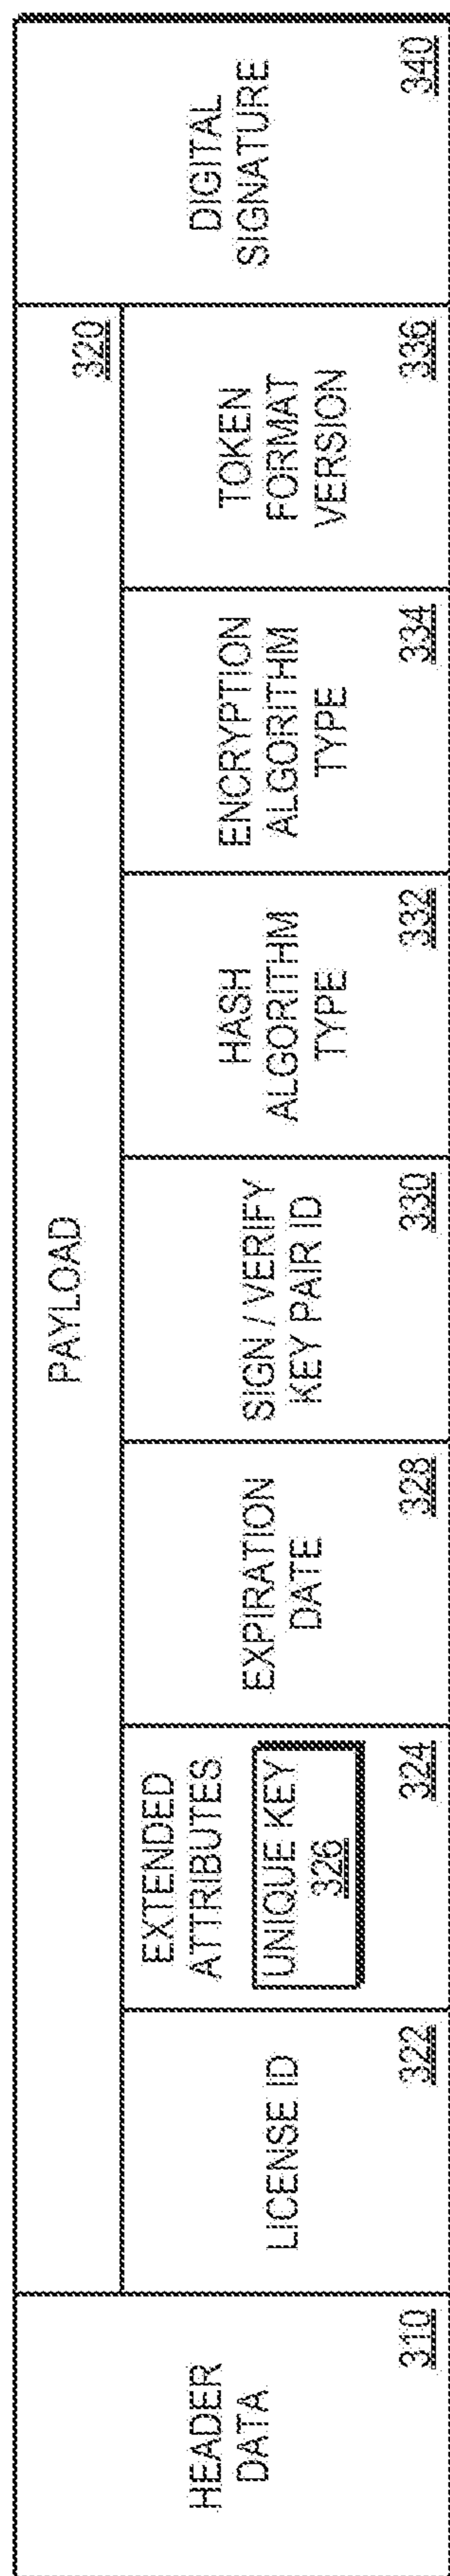 HEADER
DATA
310
PAYLOAD
320
LICENSE ID
322
EXTENDED
ATTRIBUTES
UNIQUE KEY
326
324
EXPIRATION
DATE
328
SIGN / VERIFY
KEY PAIR ID
330
HASH
ALGORITHM
TYPE
332
ENCRYPTION
ALGORITHM
TYPE
334
TOKEN
FORMAT
VERSION
336
DIGITAL
SIGNATURE
340